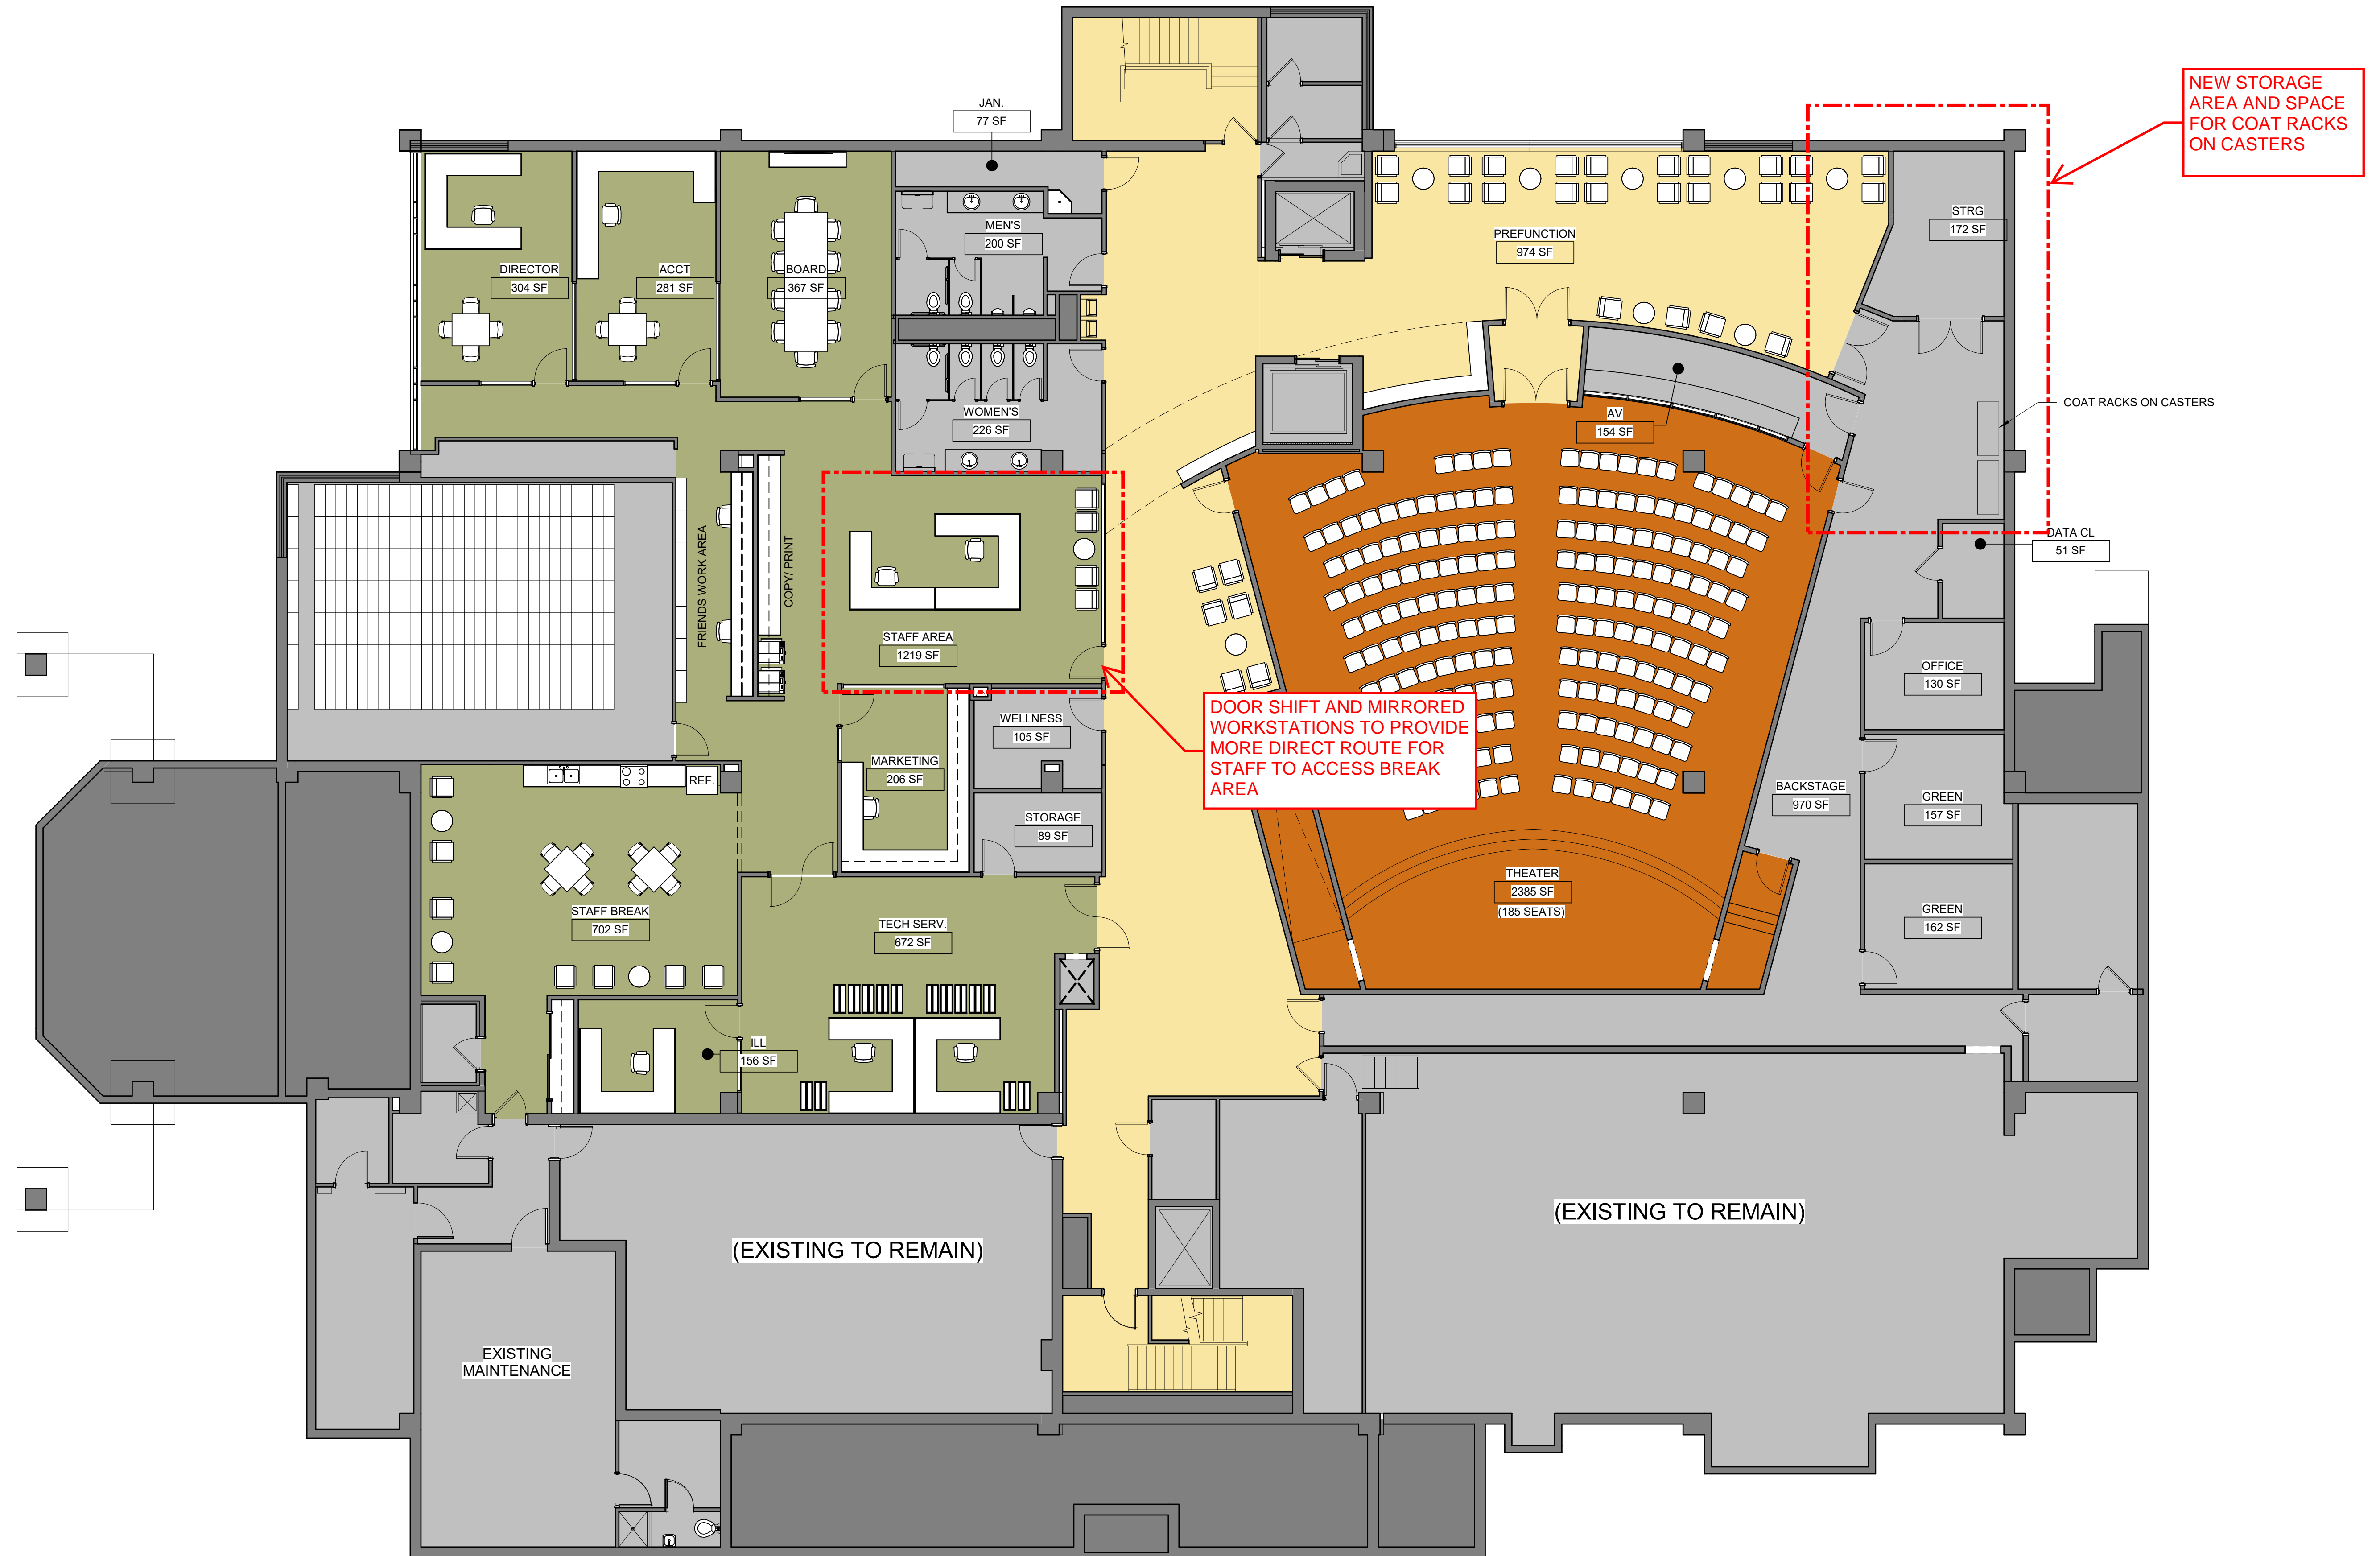 NEW STORAGE
AREA AND SPACE
FOR COAT RACKS
ON CASTERS
JAN.
77 SF
MEN'S
200 SF
STRG
172 SF
PREFUNCTION
974 SF
DIRECTOR
304 SF
ACCT
281 SF
BOARD
367 SF
WOMEN'S
226 SF
AV
154 SF
COAT RACKS ON CASTERS
DATA CL
51 SF
FRIENDS WORK AREA
COPY/ PRINT
STAFF AREA
1219 SF
OFFICE
130 SF
DOOR SHIFT AND MIRRORED
WORKSTATIONS TO PROVIDE
MORE DIRECT ROUTE FOR
STAFF TO ACCESS BREAK
AREA
WELLNESS
105 SF
MARKETING
206 SF
REF.
STORAGE
89 SF
BACKSTAGE
970 SF
GREEN
157 SF
THEATER
2385 SF
(185 SEATS)
STAFF BREAK
702 SF
TECH SERV.
672 SF
GREEN
162 SF
ILL
156 SF
(EXISTING TO REMAIN)
(EXISTING TO REMAIN)
EXISTING
MAINTENANCE